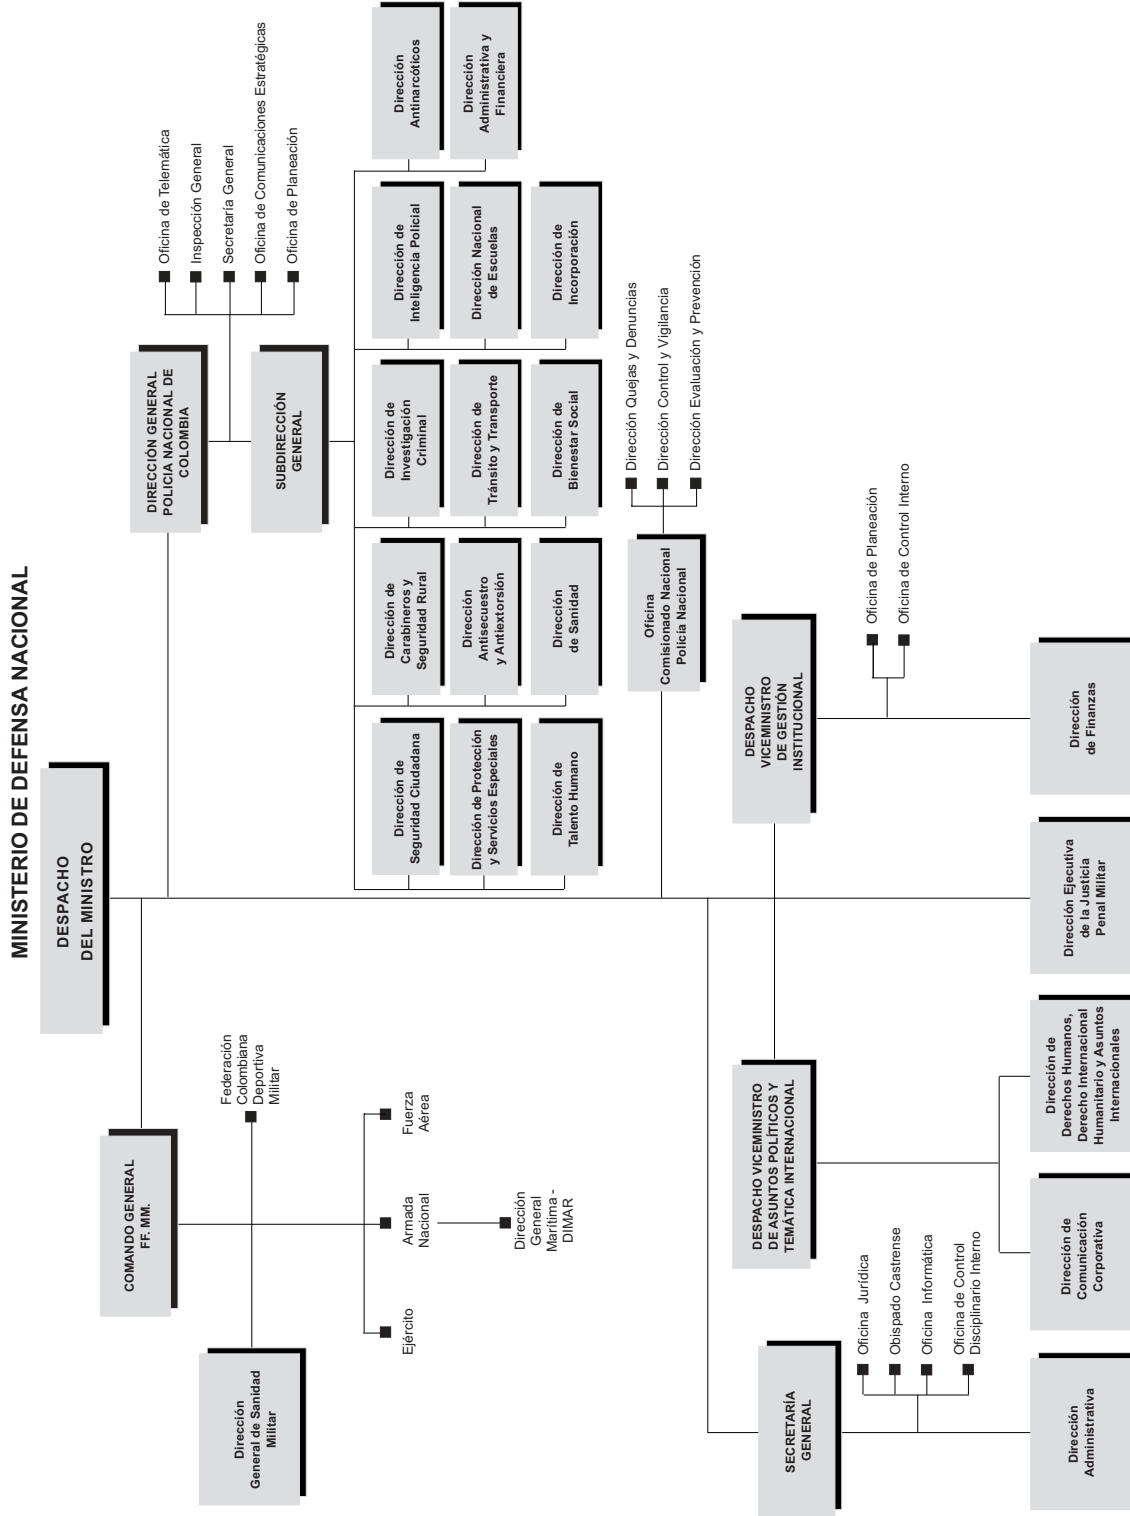 MINISTERIO DE DEFENSA NACIONAL
DESPACHO
DEL MINISTRO
COMANDO GENERAL
FF. MM.
DIRECCIÓN GENERAL
POLICIA NACIONAL DE
COLOMBIA
Oficina de Telemática
Inspección General
Secretaría General
Oficina de Comunicaciones Estratégicas
Oficina de Planeación
SUBDIRECCIÓN
GENERAL
Dirección
General de Sanidad
Militar
Federación
Colombiana
Deportiva
Militar
Ejército
Armada
Nacional
Fuerza
Aérea
Dirección
General
Marítima -
DIMAR
Dirección de
Seguridad Ciudadana
Dirección de
Carabineros y
Seguridad Rural
Dirección de
Investigación
Criminal
Dirección de
Inteligencia Policial
Dirección
Antinarcóticos
Dirección de Protección
y Servicios Especiales
Dirección
Antisecuestro
y Antiextorsión
Dirección de
Tránsito y Transporte
Dirección Nacional
de Escuelas
Dirección
Administrativa y
Financiera
Dirección de
Talento Humano
Dirección
de Sanidad
Dirección de
Bienestar Social
Dirección de
Incorporación
Oficina
Comisionado Nacional
Policía Nacional
Dirección Quejas y Denuncias
Dirección Control y Vigilancia
Dirección Evaluación y Prevención
SECRETARÍA
GENERAL
DESPACHO VICEMINISTRO
DE ASUNTOS POLÍTICOS Y
TEMÁTICA INTERNACIONAL
DESPACHO
VICEMINISTRO
DE GESTIÓN
INSTITUCIONAL
Oficina Jurídica
Obispado Castrense
Oficina Informática
Oficina de Control
Disciplinario Interno
Oficina de Planeación
Oficina de Control Interno
Dirección
Administrativa
Dirección de
Comunicación
Corporativa
Dirección de
Derechos Humanos,
Derecho Internacional
Humanitario y Asuntos
Internacionales
Dirección Ejecutiva
de la Justicia
Penal Militar
Dirección
de Finanzas